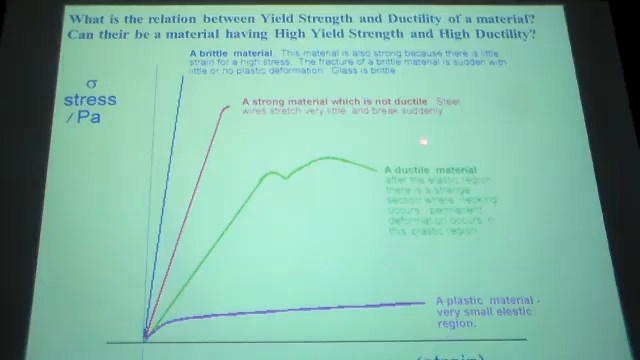 What is the relation between Yield Strength and Ductility of a material?
Can their be a material having High Yield Strength and High Ductility?
A brittle material. This material is also strong because there is little
strain for a high stress. The fracture of a brittle material is sudden with
little or no plastic deformation. Glass is brittle.
σ
stress
/ Pa
A strong material which is not ductile. Steel
wires stretch very little, and break suddenly.
A ductile material
after the elastic region
there is a strange
section where necking
occurs. permanent
deformation occurs in
this plastic region
A plastic material -
very small elestic
region.